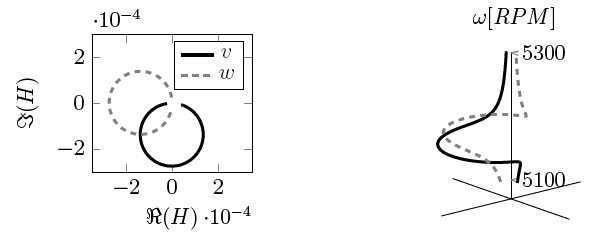 ·10⁻⁴
ω[RPM]
v
w
2
0
−2
ℑ(H)
−2 0 2
ℜ(H) ·10⁻⁴
5300
5100